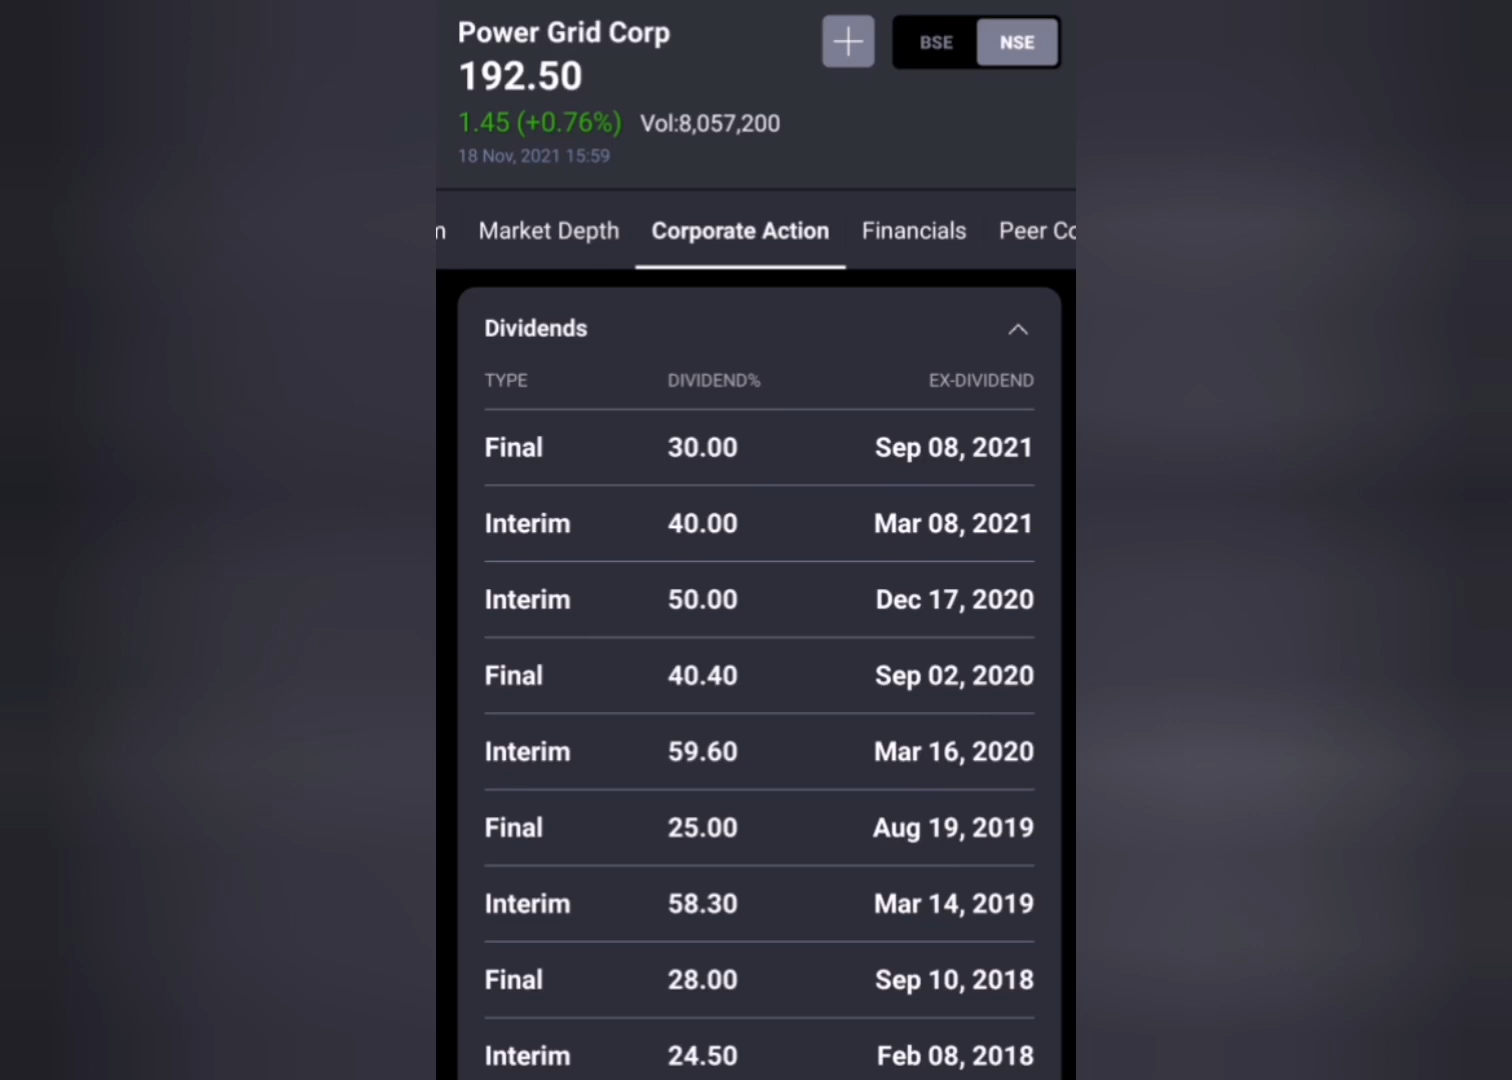 Power Grid Corp
BSE NSE
192.50
1.45 (+0.76%) Vol:8,057,200
18 Nov, 2021 15:59
n Market Depth Corporate Action Financials Peer Co
Dividends
TYPE DIVIDEND% EX-DIVIDEND
Final 30.00 Sep 08, 2021
Interim 40.00 Mar 08, 2021
Interim 50.00 Dec 17, 2020
Final 40.40 Sep 02, 2020
Interim 59.60 Mar 16, 2020
Final 25.00 Aug 19, 2019
Interim 58.30 Mar 14, 2019
Final 28.00 Sep 10, 2018
Interim 24.50 Feb 08, 2018